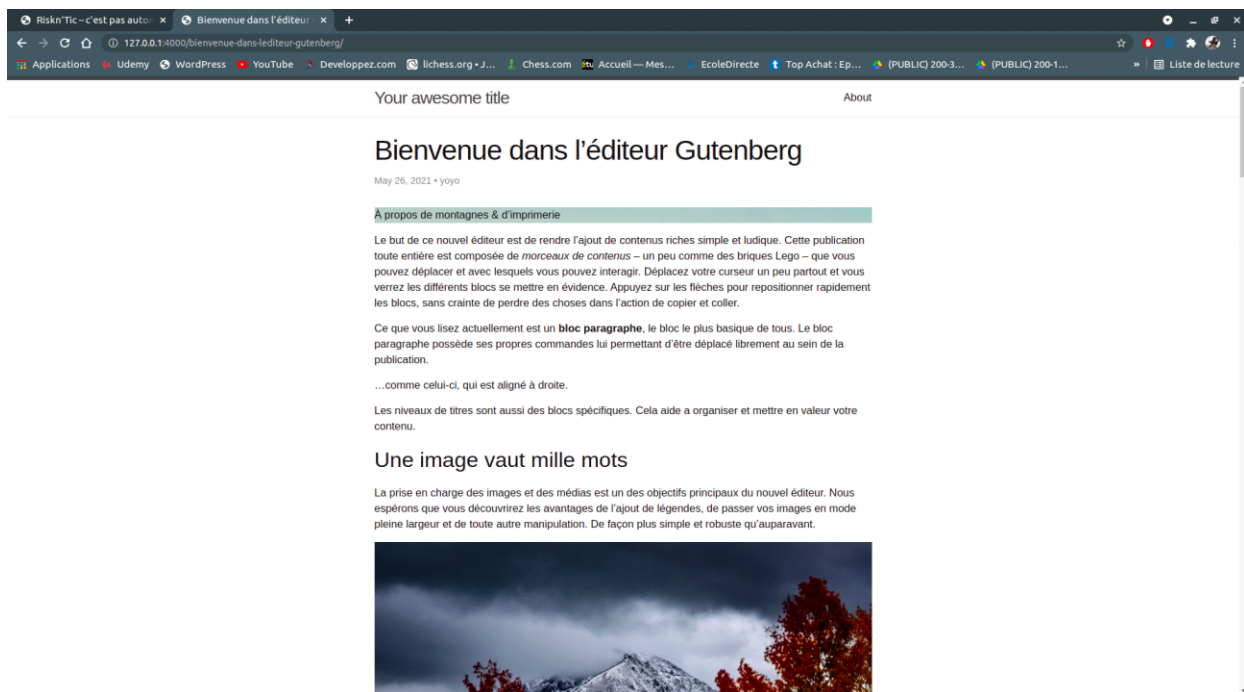 Riskn'Tic – c'est pas auton
Bienvenue dans l'éditeur
127.0.0.1:4000/bienvenue-dans-lediteur-gutenberg/
Applications Udemy WordPress YouTube Developpez.com lichess.org • J... Chess.com Accueil — Mes... EcoleDirecte Top Achat : Ep... (PUBLIC) 200-3... (PUBLIC) 200-1... » Liste de lecture
Your awesome title About
Bienvenue dans l'éditeur Gutenberg
May 26, 2021 • yoyo
À propos de montagnes & d'imprimerie
Le but de ce nouvel éditeur est de rendre l'ajout de contenus riches simple et ludique. Cette publication
toute entière est composée de morceaux de contenus – un peu comme des briques Lego – que vous
pouvez déplacer et avec lesquels vous pouvez interagir. Déplacez votre curseur un peu partout et vous
verrez les différents blocs se mettre en évidence. Appuyez sur les flèches pour repositionner rapidement
les blocs, sans crainte de perdre des choses dans l'action de copier et coller.
Ce que vous lisez actuellement est un bloc paragraphe, le bloc le plus basique de tous. Le bloc
paragraphe possède ses propres commandes lui permettant d'être déplacé librement au sein de la
publication.
…comme celui-ci, qui est aligné à droite.
Les niveaux de titres sont aussi des blocs spécifiques. Cela aide a organiser et mettre en valeur votre
contenu.
Une image vaut mille mots
La prise en charge des images et des médias est un des objectifs principaux du nouvel éditeur. Nous
espérons que vous découvrirez les avantages de l'ajout de légendes, de passer vos images en mode
pleine largeur et de toute autre manipulation. De façon plus simple et robuste qu'auparavant.